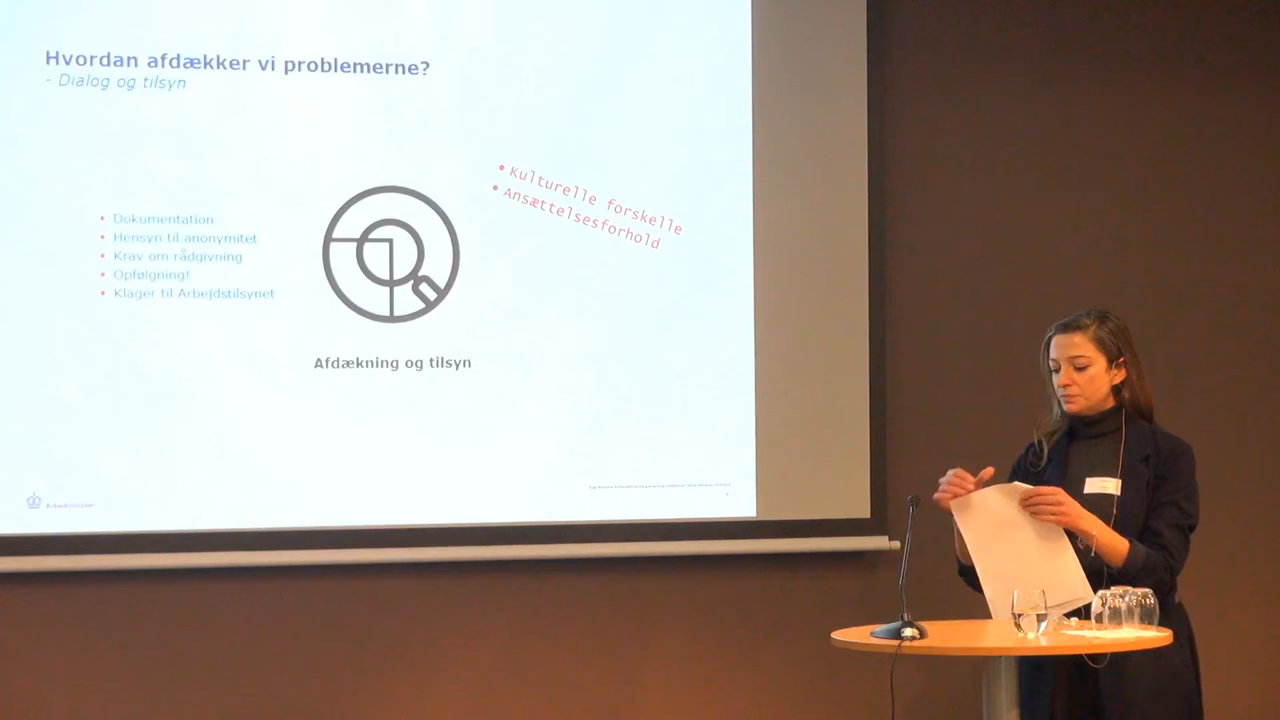 Hvordan afdækker vi problemerne?
- Dialog og tilsyn
• Kulturelle forskelle
• Ansættelsesforhold
• Dokumentation
• Hensyn til anonymitet
• Krav om rådgivning
• Opfølgning!
• Klager til Arbejdstilsynet
Afdækning og tilsyn
Arbejdstilsynet